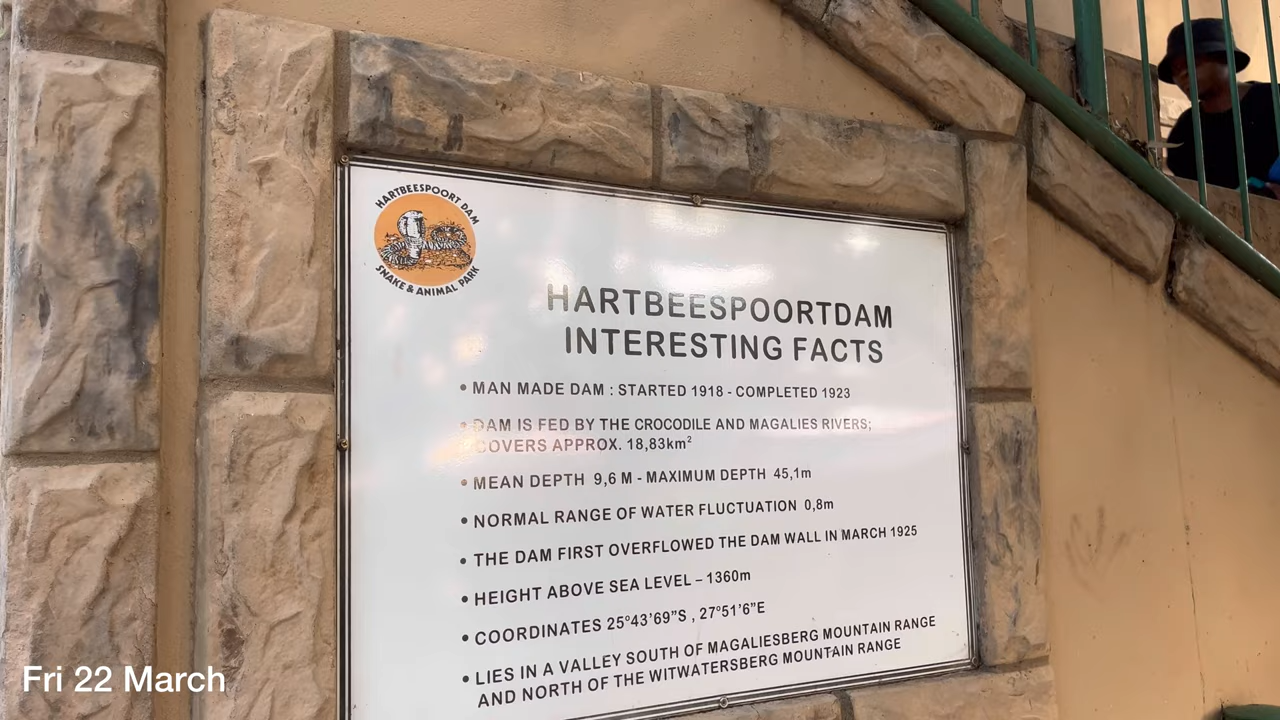 HARTBEESPOORT DAM
SNAKE & ANIMAL PARK
HARTBEESPOORTDAM
INTERESTING FACTS
• MAN MADE DAM : STARTED 1918 - COMPLETED 1923
• DAM IS FED BY THE CROCODILE AND MAGALIES RIVERS;
COVERS APPROX. 18,83km²
• MEAN DEPTH 9,6 M - MAXIMUM DEPTH 45,1m
• NORMAL RANGE OF WATER FLUCTUATION 0,8m
• THE DAM FIRST OVERFLOWED THE DAM WALL IN MARCH 1925
• HEIGHT ABOVE SEA LEVEL – 1360m
• COORDINATES 25°43'69"S , 27°51'6"E
• LIES IN A VALLEY SOUTH OF MAGALIESBERG MOUNTAIN RANGE
AND NORTH OF THE WITWATERSBERG MOUNTAIN RANGE
Fri 22 March